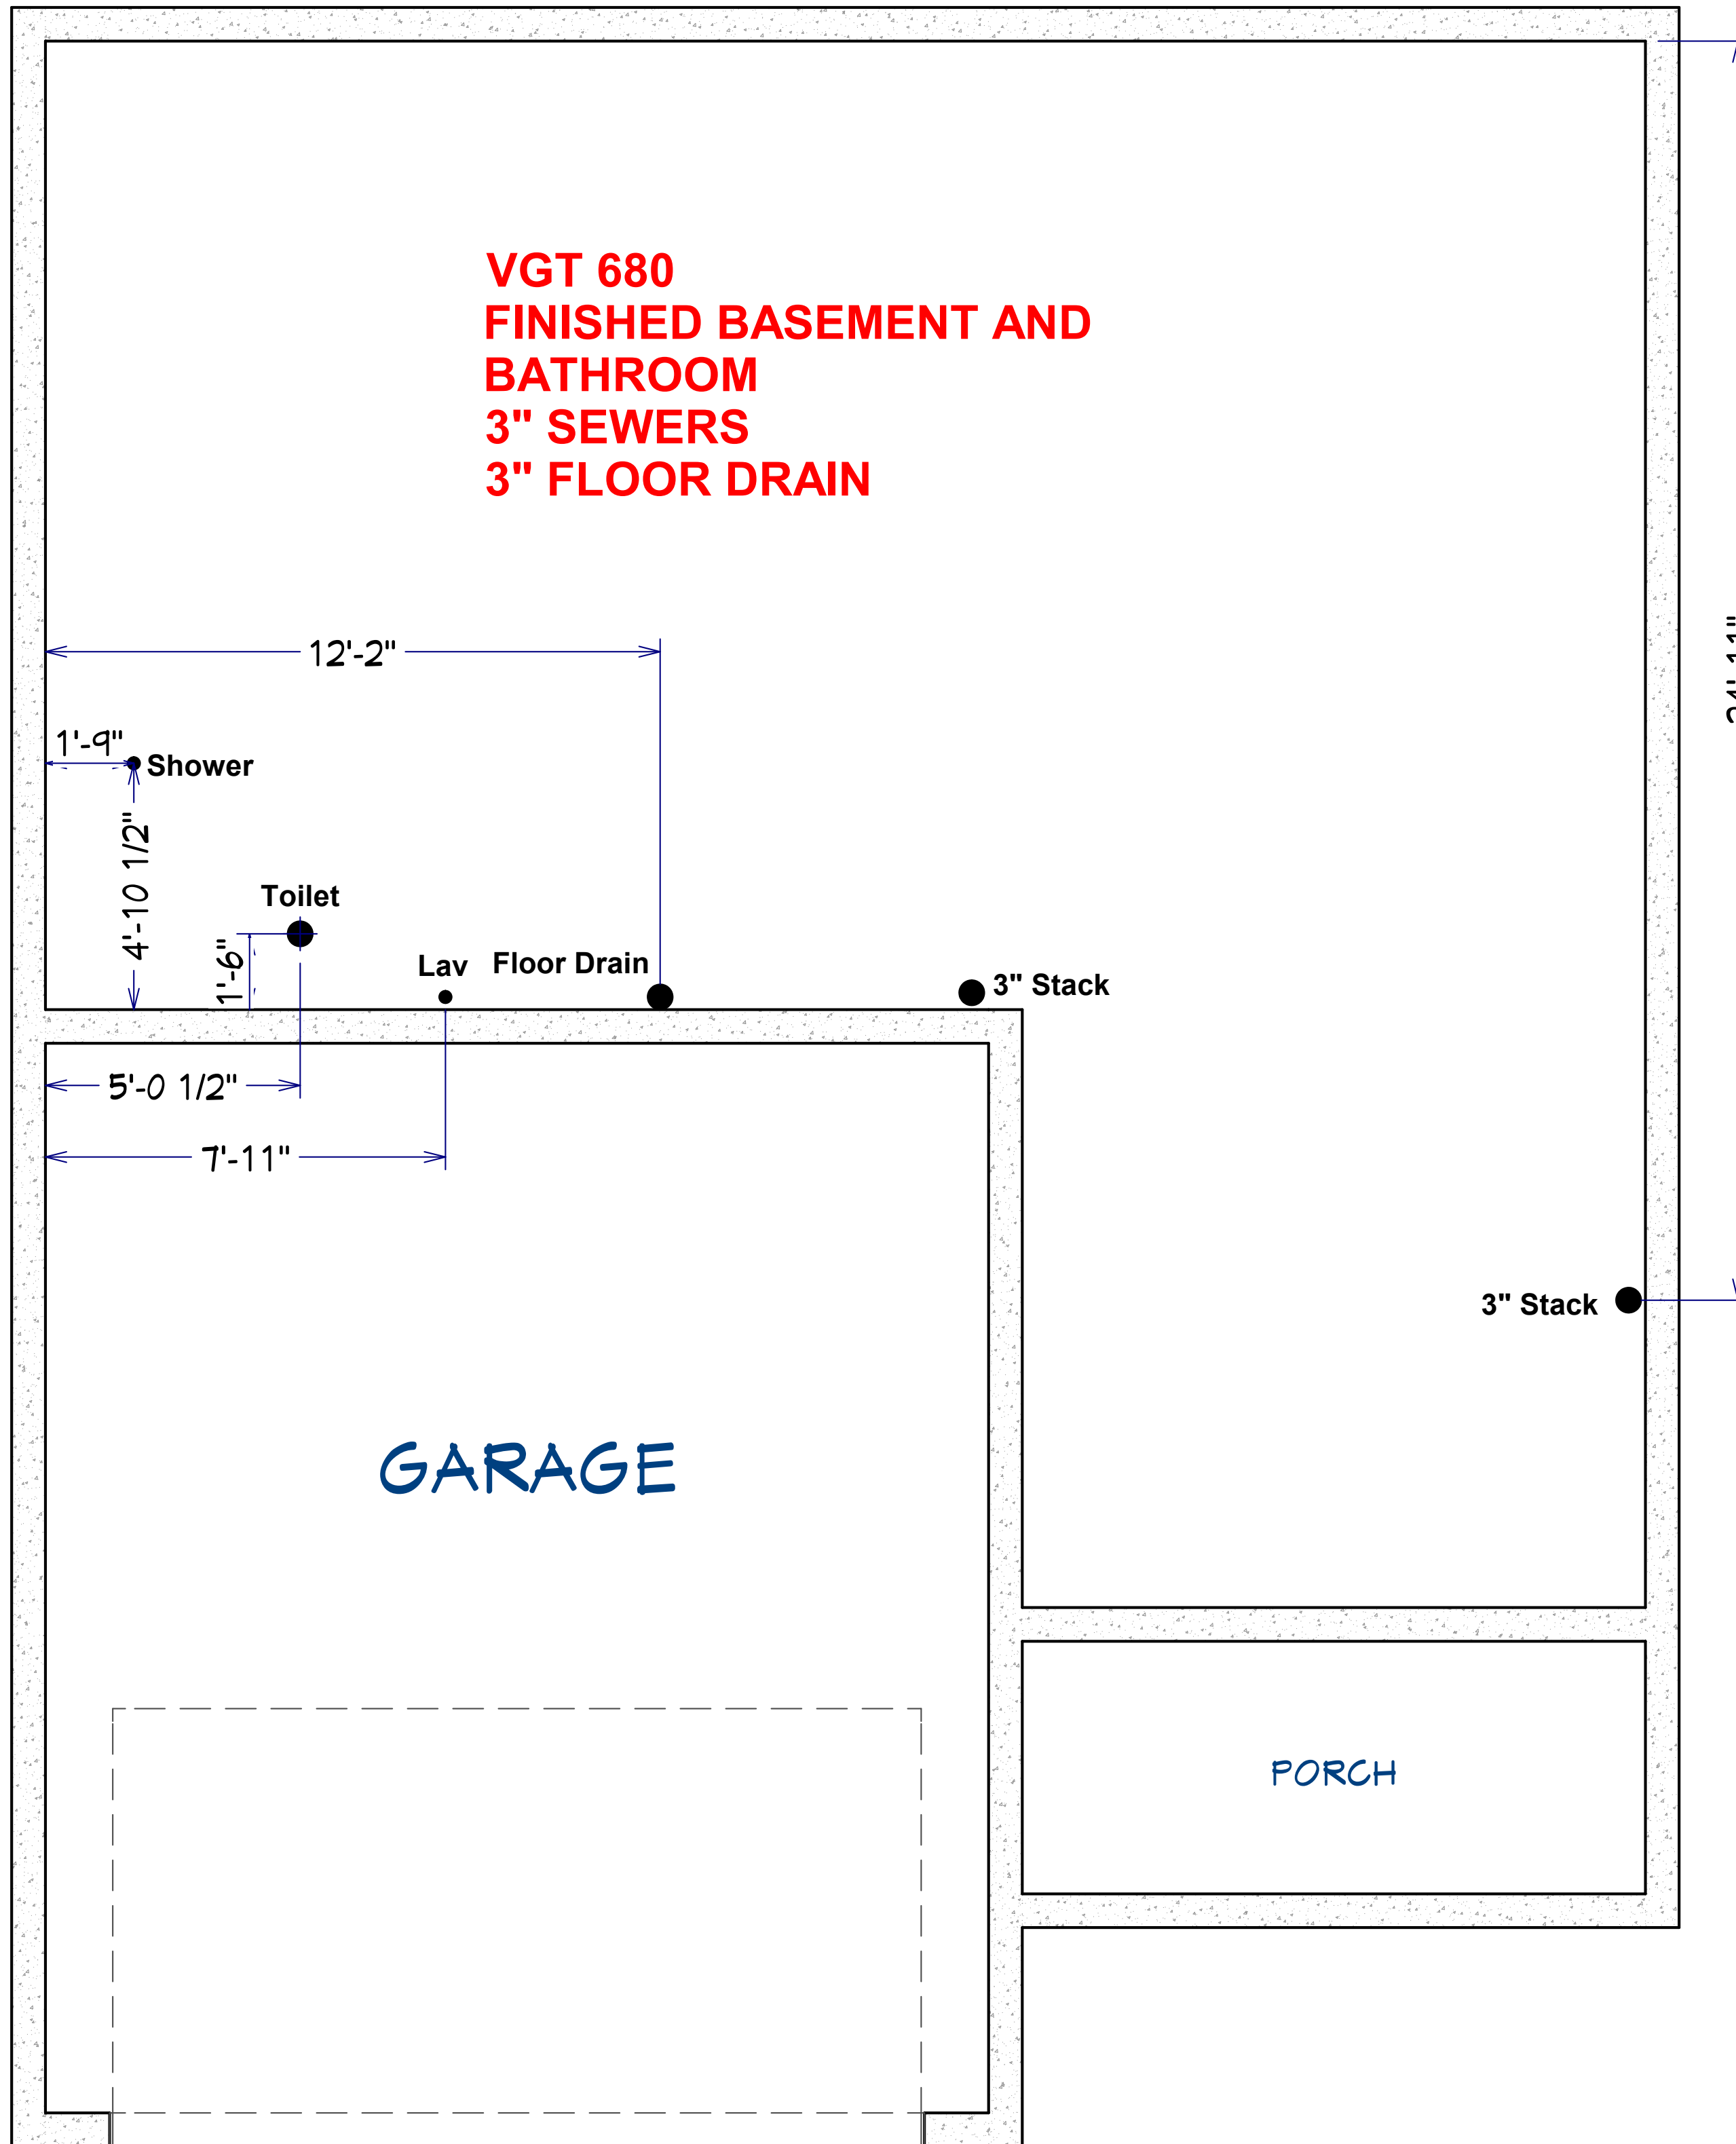 VGT 680
FINISHED BASEMENT AND
BATHROOM
3" SEWERS
3" FLOOR DRAIN
12'-2"
1'-9"
Shower
4'-10 1/2"
Toilet
1'-6"
Lav
Floor Drain
3" Stack
5'-0 1/2"
7'-11"
3" Stack
GARAGE
PORCH